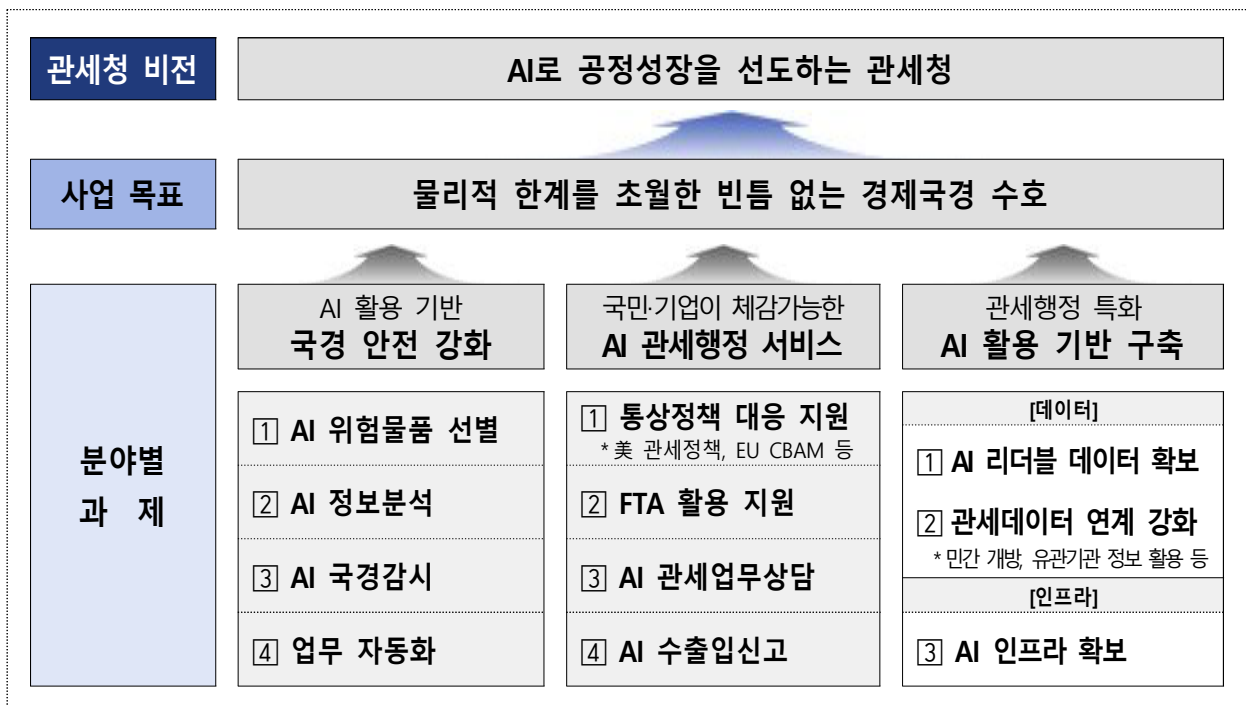 관세청 비전
AI로 공정성장을 선도하는 관세청
사업 목표
물리적 한계를 초월한 빈틈 없는 경제국경 수호
분야별
과 제
AI 활용 기반
국경 안전 강화
1 AI 위험물품 선별
2 AI 정보분석
3 AI 국경감시
4 업무 자동화
국민·기업이 체감가능한
AI 관세행정 서비스
1 통상정책 대응 지원
* 美 관세정책, EU CBAM 등
2 FTA 활용 지원
3 AI 관세업무상담
4 AI 수출입신고
관세행정 특화
AI 활용 기반 구축
[데이터]
1 AI 리더블 데이터 확보
2 관세데이터 연계 강화
* 민간 개방, 유관기관 정보 활용 등
[인프라]
3 AI 인프라 확보